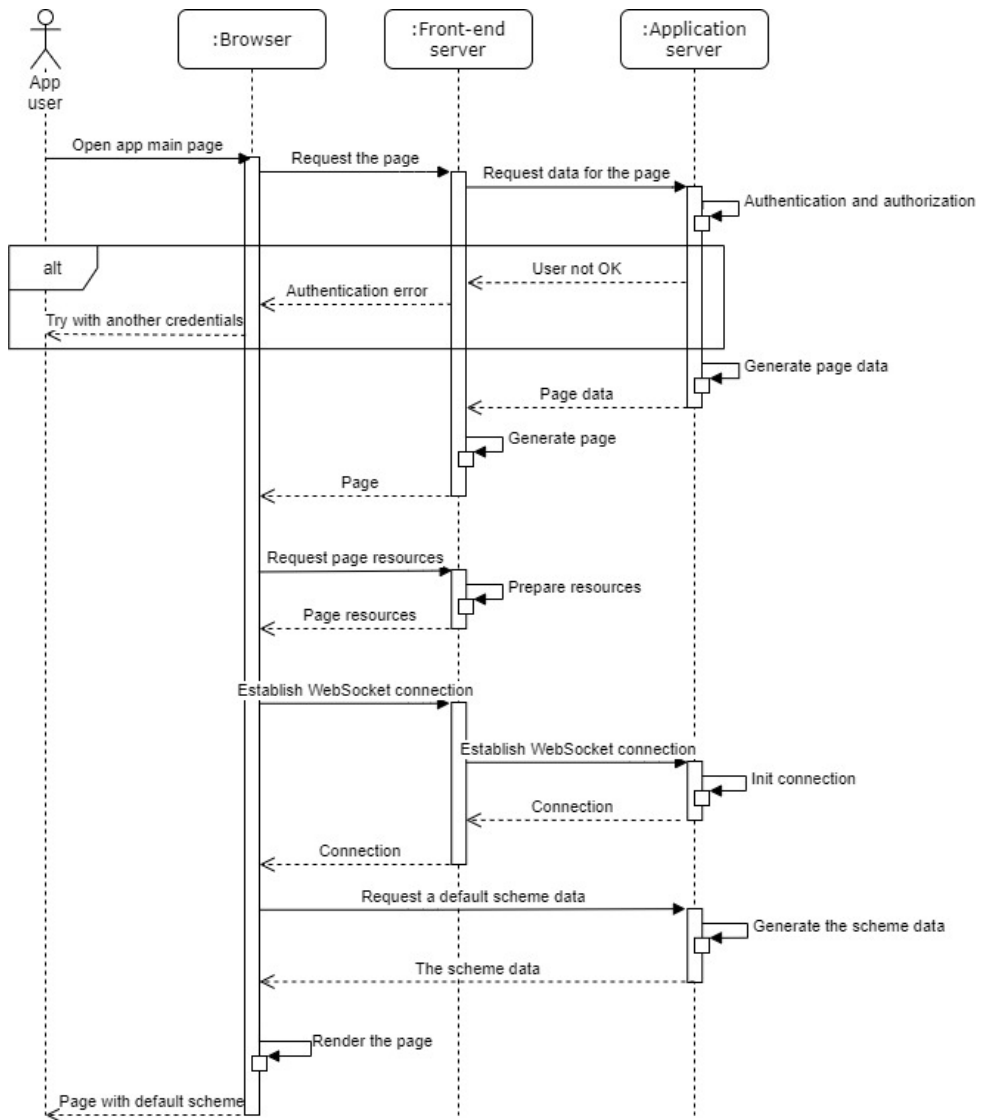 App
user
:Browser
:Front-end
server
:Application
server
Open app main page
Request the page
Request data for the page
Authentication and authorization
alt
User not OK
Authentication error
Try with another credentials
Generate page data
Page data
Generate page
Page
Request page resources
Prepare resources
Page resources
Establish WebSocket connection
Establish WebSocket connection
Init connection
Connection
Connection
Request a default scheme data
Generate the scheme data
The scheme data
Render the page
Page with default scheme